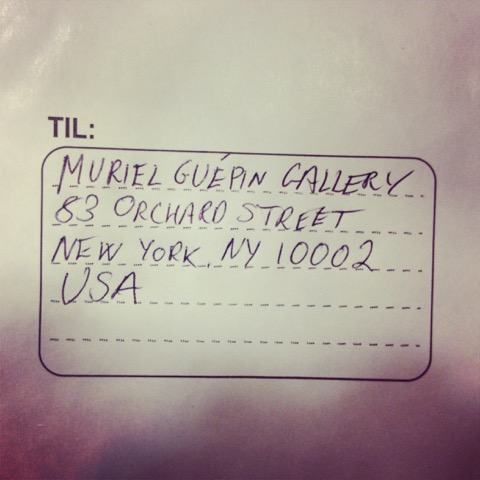 TIL:
MURIEL GUÉPIN GALLERY
83 ORCHARD STREET
NEW YORK, NY 10002
USA